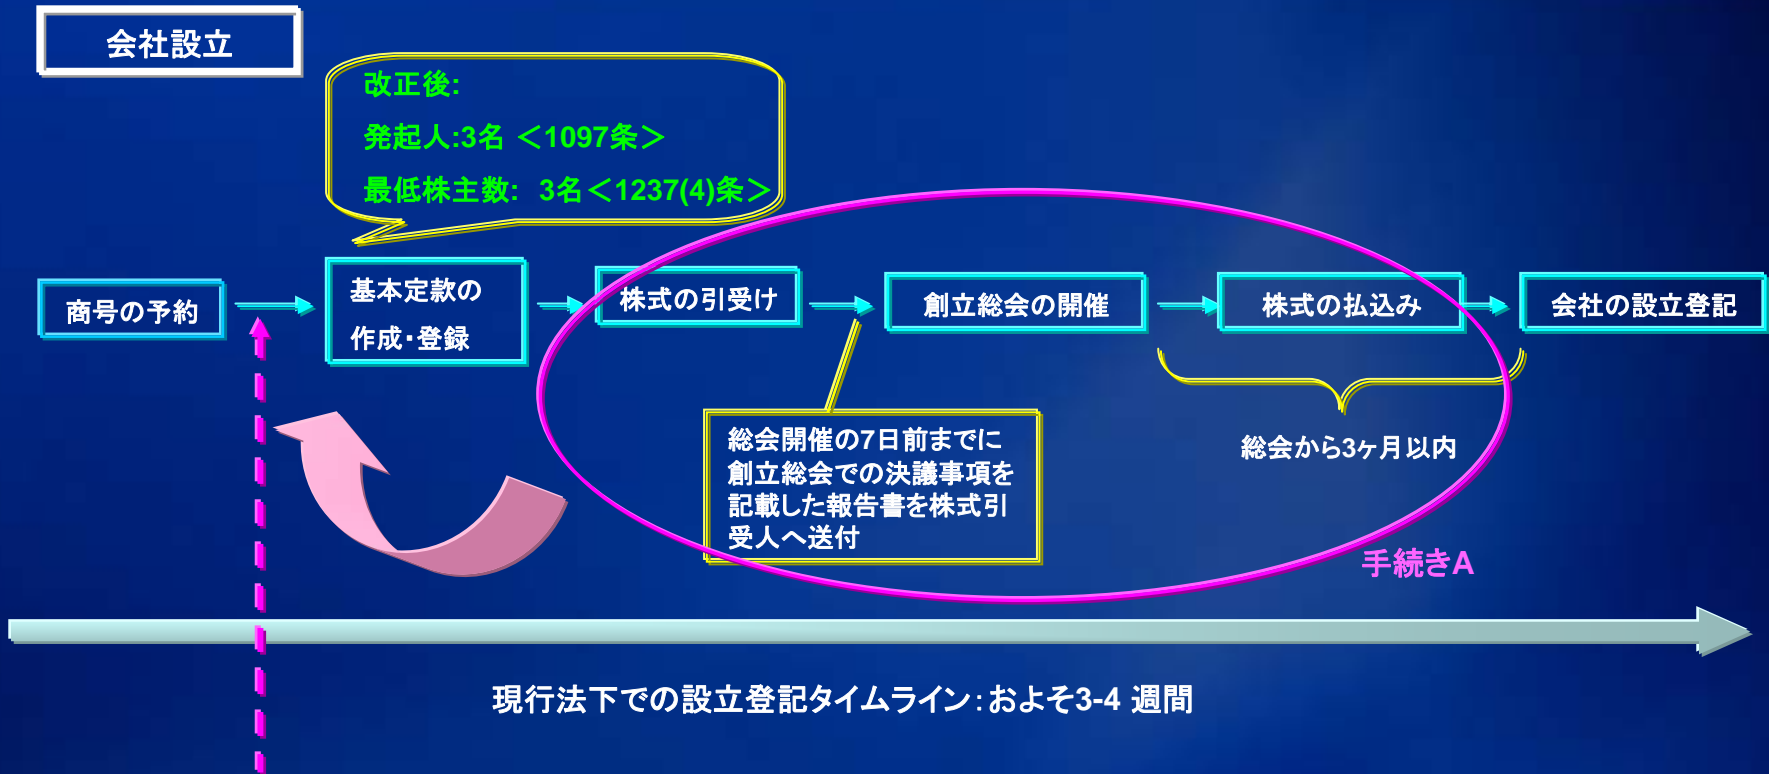 会社設立
改正後:
発起人:3名 ＜1097条＞
最低株主数: 3名＜1237(4)条＞
商号の予約
基本定款の
作成・登録
株式の引受け
創立総会の開催
株式の払込み
会社の設立登記
総会開催の7日前までに
創立総会での決議事項を
記載した報告書を株式引
受人へ送付
総会から3ヶ月以内
手続きA
現行法下での設立登記タイムライン：およそ3-4 週間